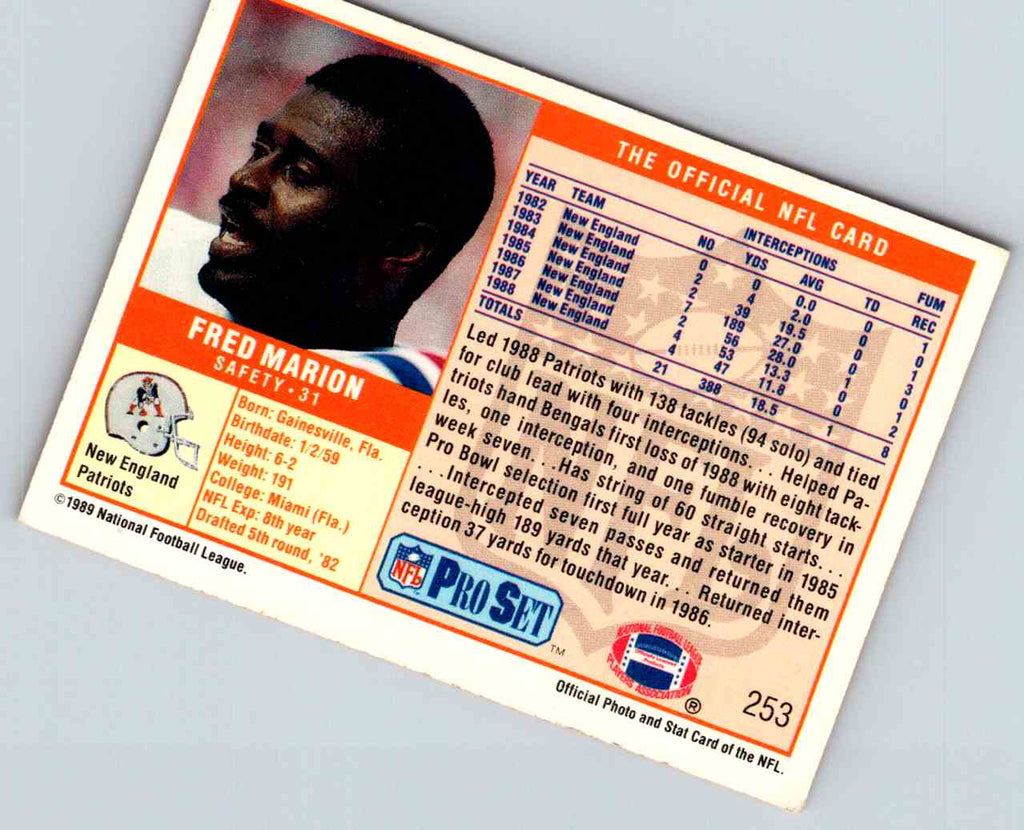 THE OFFICIAL NFL CARD
INTERCEPTIONS FUM
YEAR TEAM NO YDS AVG TD REC
1982 New England 0 0 0.0 0 1
1983 New England 2 4 2.0 0 0
1984 New England 2 39 19.5 0 1
1985 New England 7 189 27.0 0 3
1986 New England 2 56 28.0 1 0
1987 New England 4 53 13.3 0 1
1988 New England 4 47 11.8 0 2
TOTALS 21 388 18.5 1 8
Led 1988 Patriots with 138 tackles (94 solo) and tied
for club lead with four interceptions. . . Helped Pa-
triots hand Bengals first loss of 1988 with eight tack-
les, one interception, and one fumble recovery in
week seven. . .Has string of 60 straight starts. . .
Pro Bowl selection first full year as starter in 1985
. . .Intercepted seven passes and returned them
league-high 189 yards that year. . . Returned inter-
ception 37 yards for touchdown in 1986.
FRED MARION
SAFETY • 31
New England
Patriots
Born: Gainesville, Fla.
Birthdate: 1/2/59
Height: 6-2
Weight: 191
College: Miami (Fla.)
NFL Exp: 8th year
Drafted 5th round, '82
©1989 National Football League.
NFL PRO SET ™
NATIONAL FOOTBALL LEAGUE
PLAYERS ASSOCIATION
®
253
Official Photo and Stat Card of the NFL.